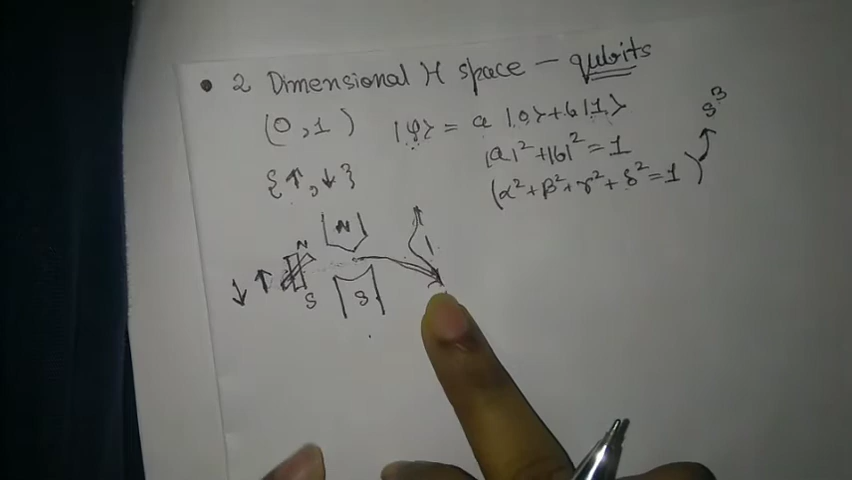 • 2 Dimensional H space – qubits
(0, 1) |φ> = a |0> + b |1>
|a|² + |b|² = 1
{↑, ↓} (α² + β² + γ² + δ² = 1) → S³
N N
↓ ↑ S S